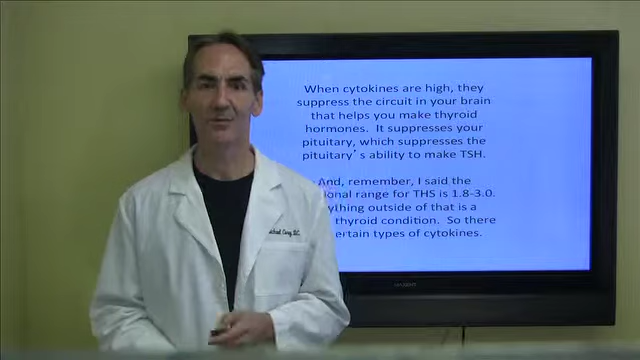 When cytokines are high, they
suppress the circuit in your brain
that helps you make thyroid
hormones. It suppresses your
pituitary, which suppresses the
pituitary's ability to make TSH.
And, remember, I said the
ional range for THS is 1.8-3.0.
ything outside of that is a
thyroid condition. So there
ertain types of cytokines.